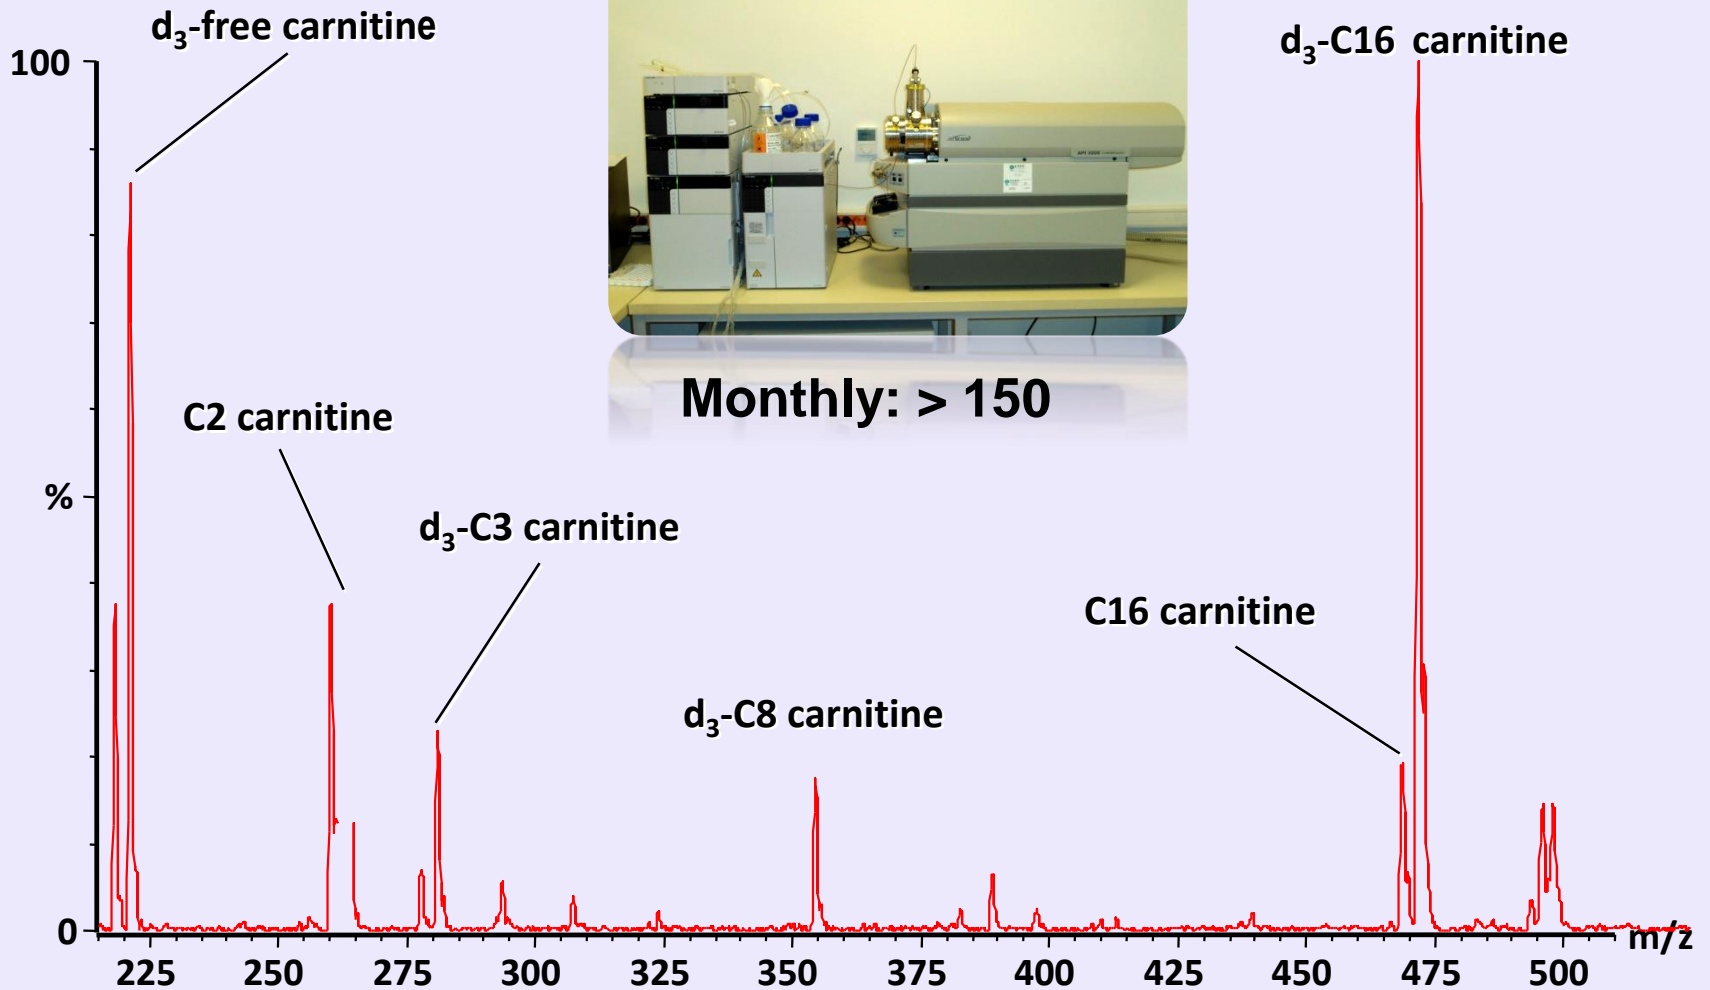 d₃-free carnitine
d₃-C16 carnitine
100
Monthly: > 150
C2 carnitine
%
d₃-C3 carnitine
C16 carnitine
d₃-C8 carnitine
0
m/z
225 250 275 300 325 350 375 400 425 450 475 500